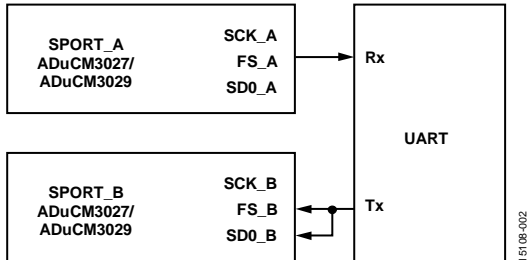 SPORT_A
ADuCM3027/
ADuCM3029
SCK_A
FS_A
SD0_A
Rx
UART
SPORT_B
ADuCM3027/
ADuCM3029
SCK_B
FS_B
SD0_B
Tx
15108-002